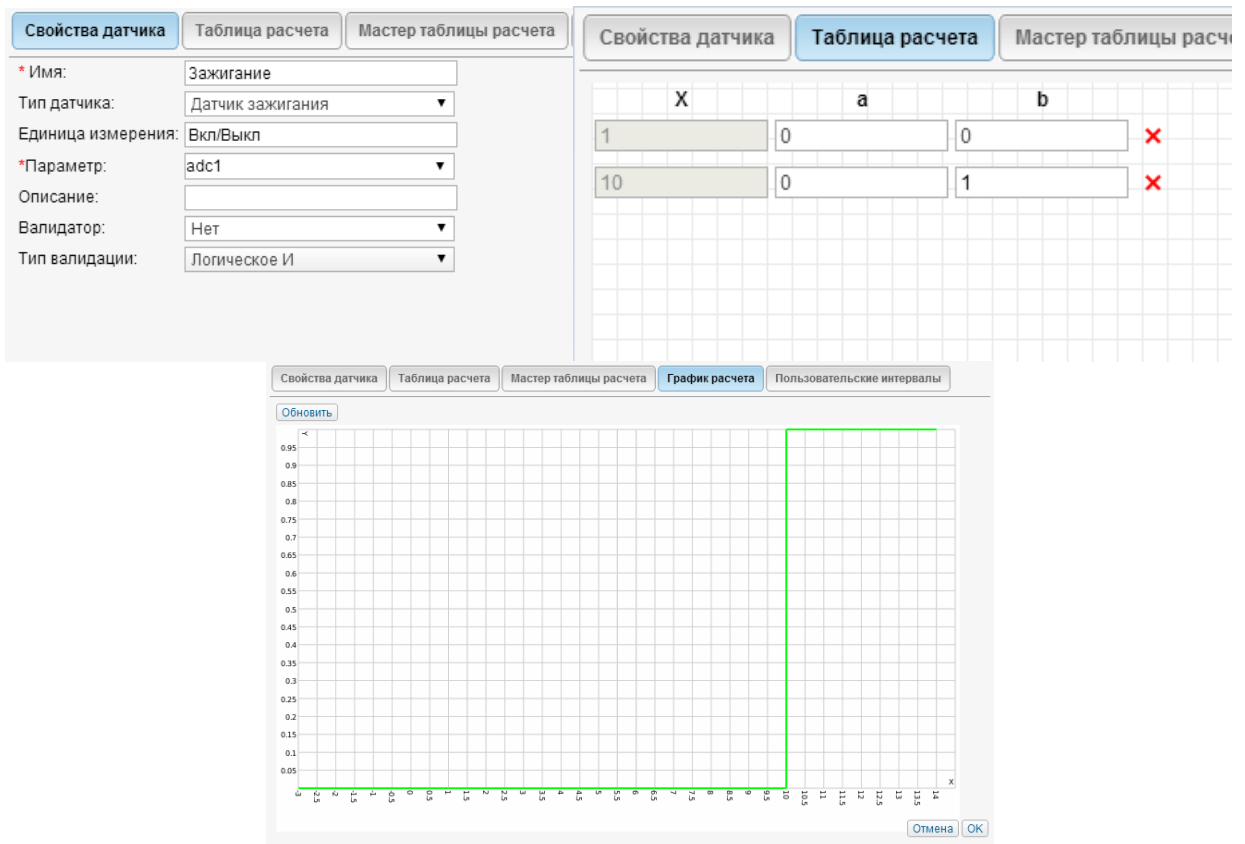 Свойства датчика Таблица расчета Мастер таблицы расчета
* Имя: Зажигание
Тип датчика: Датчик зажигания
Единица измерения: Вкл/Выкл
*Параметр: adc1
Описание:
Валидатор: Нет
Тип валидации: Логическое И
Свойства датчика Таблица расчета Мастер таблицы расч
X a b
1 0 0
10 0 1
Свойства датчика Таблица расчета Мастер таблицы расчета График расчета Пользовательские интервалы
Обновить
Y
0.95
0.9
0.85
0.8
0.75
0.7
0.65
0.6
0.55
0.5
0.45
0.4
0.35
0.3
0.25
0.2
0.15
0.1
0.05
X
-3 -2.5 -2 -1.5 -1 -0.5 0 0.5 1 1.5 2 2.5 3 3.5 4 4.5 5 5.5 6 6.5 7 7.5 8 8.5 9 9.5 10 10.5 11 11.5 12 12.5 13 13.5 14
Отмена OK